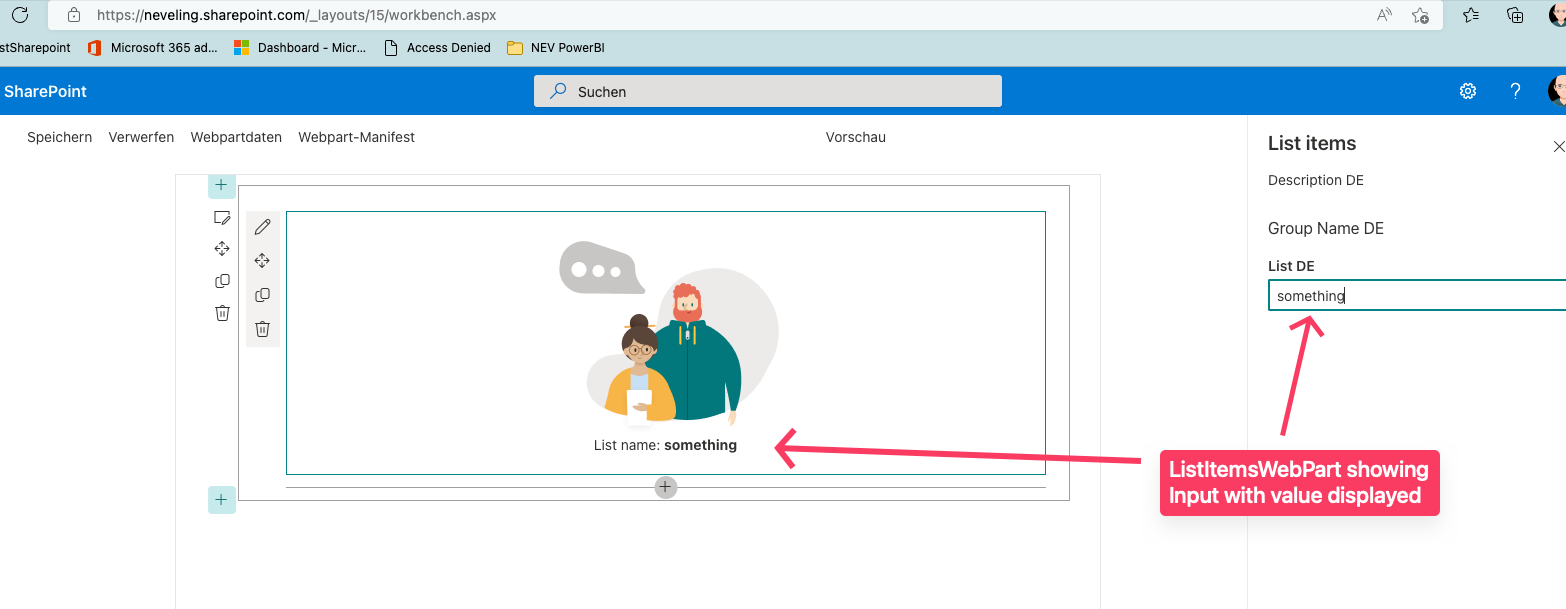 https://neveling.sharepoint.com/_layouts/15/workbench.aspx
stSharepoint Microsoft 365 ad... Dashboard - Micr... Access Denied NEV PowerBI
SharePoint Suchen
Speichern Verwerfen Webpartdaten Webpart-Manifest Vorschau
List items
Description DE
Group Name DE
List DE
something
List name: something
ListItemsWebPart showing
Input with value displayed